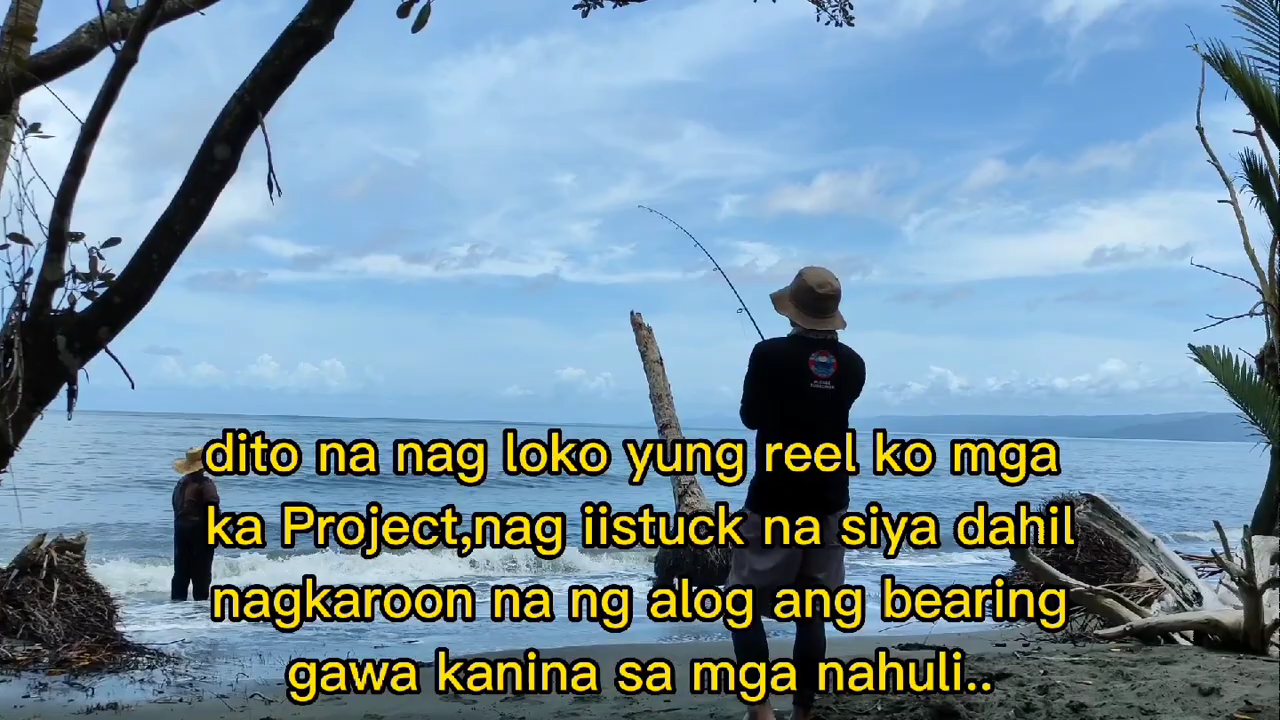 dito na nag loko yung reel ko mga
ka Project,nag iistuck na siya dahil
nagkaroon na ng alog ang bearing
gawa kanina sa mga nahuli..